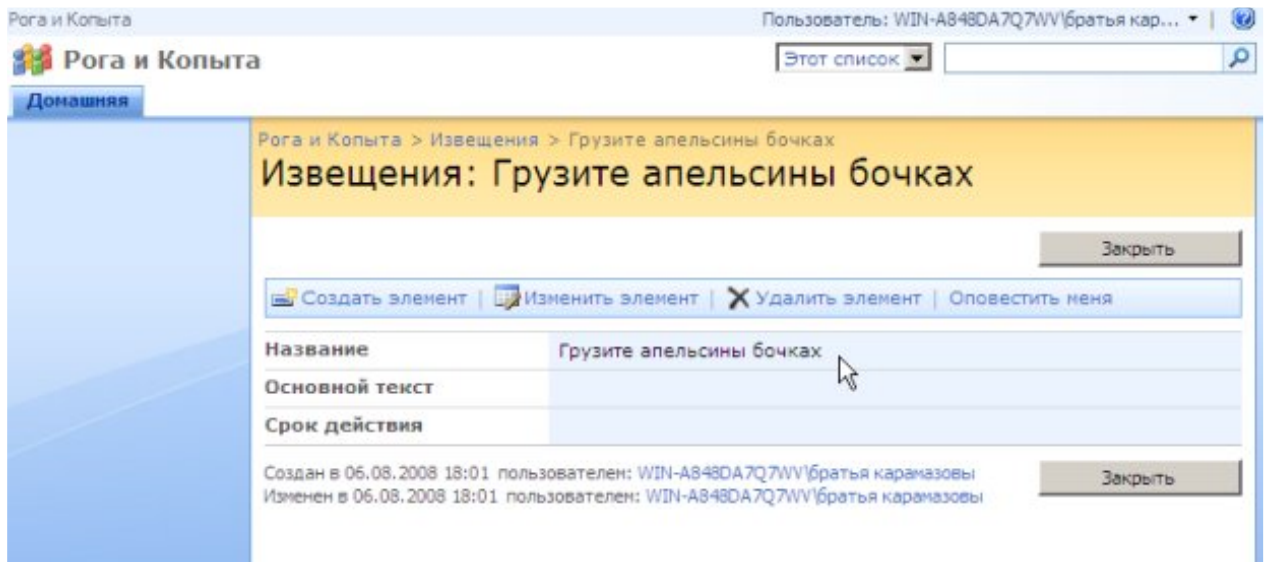 Рога и Копыта
Пользователь: WIN-A848DA7Q7WV\братья кар... |
Рога и Копыта
Этот список
Домашняя
Рога и Копыта > Извещения > Грузите апельсины бочках
Извещения: Грузите апельсины бочках
Закрыть
Создать элемент | Изменить элемент | Удалить элемент | Оповестить меня
Название Грузите апельсины бочках
Основной текст
Срок действия
Создан в 06.08.2008 18:01 пользователем: WIN-A848DA7Q7WV\братья карамазовы
Изменен в 06.08.2008 18:01 пользователем: WIN-A848DA7Q7WV\братья карамазовы
Закрыть